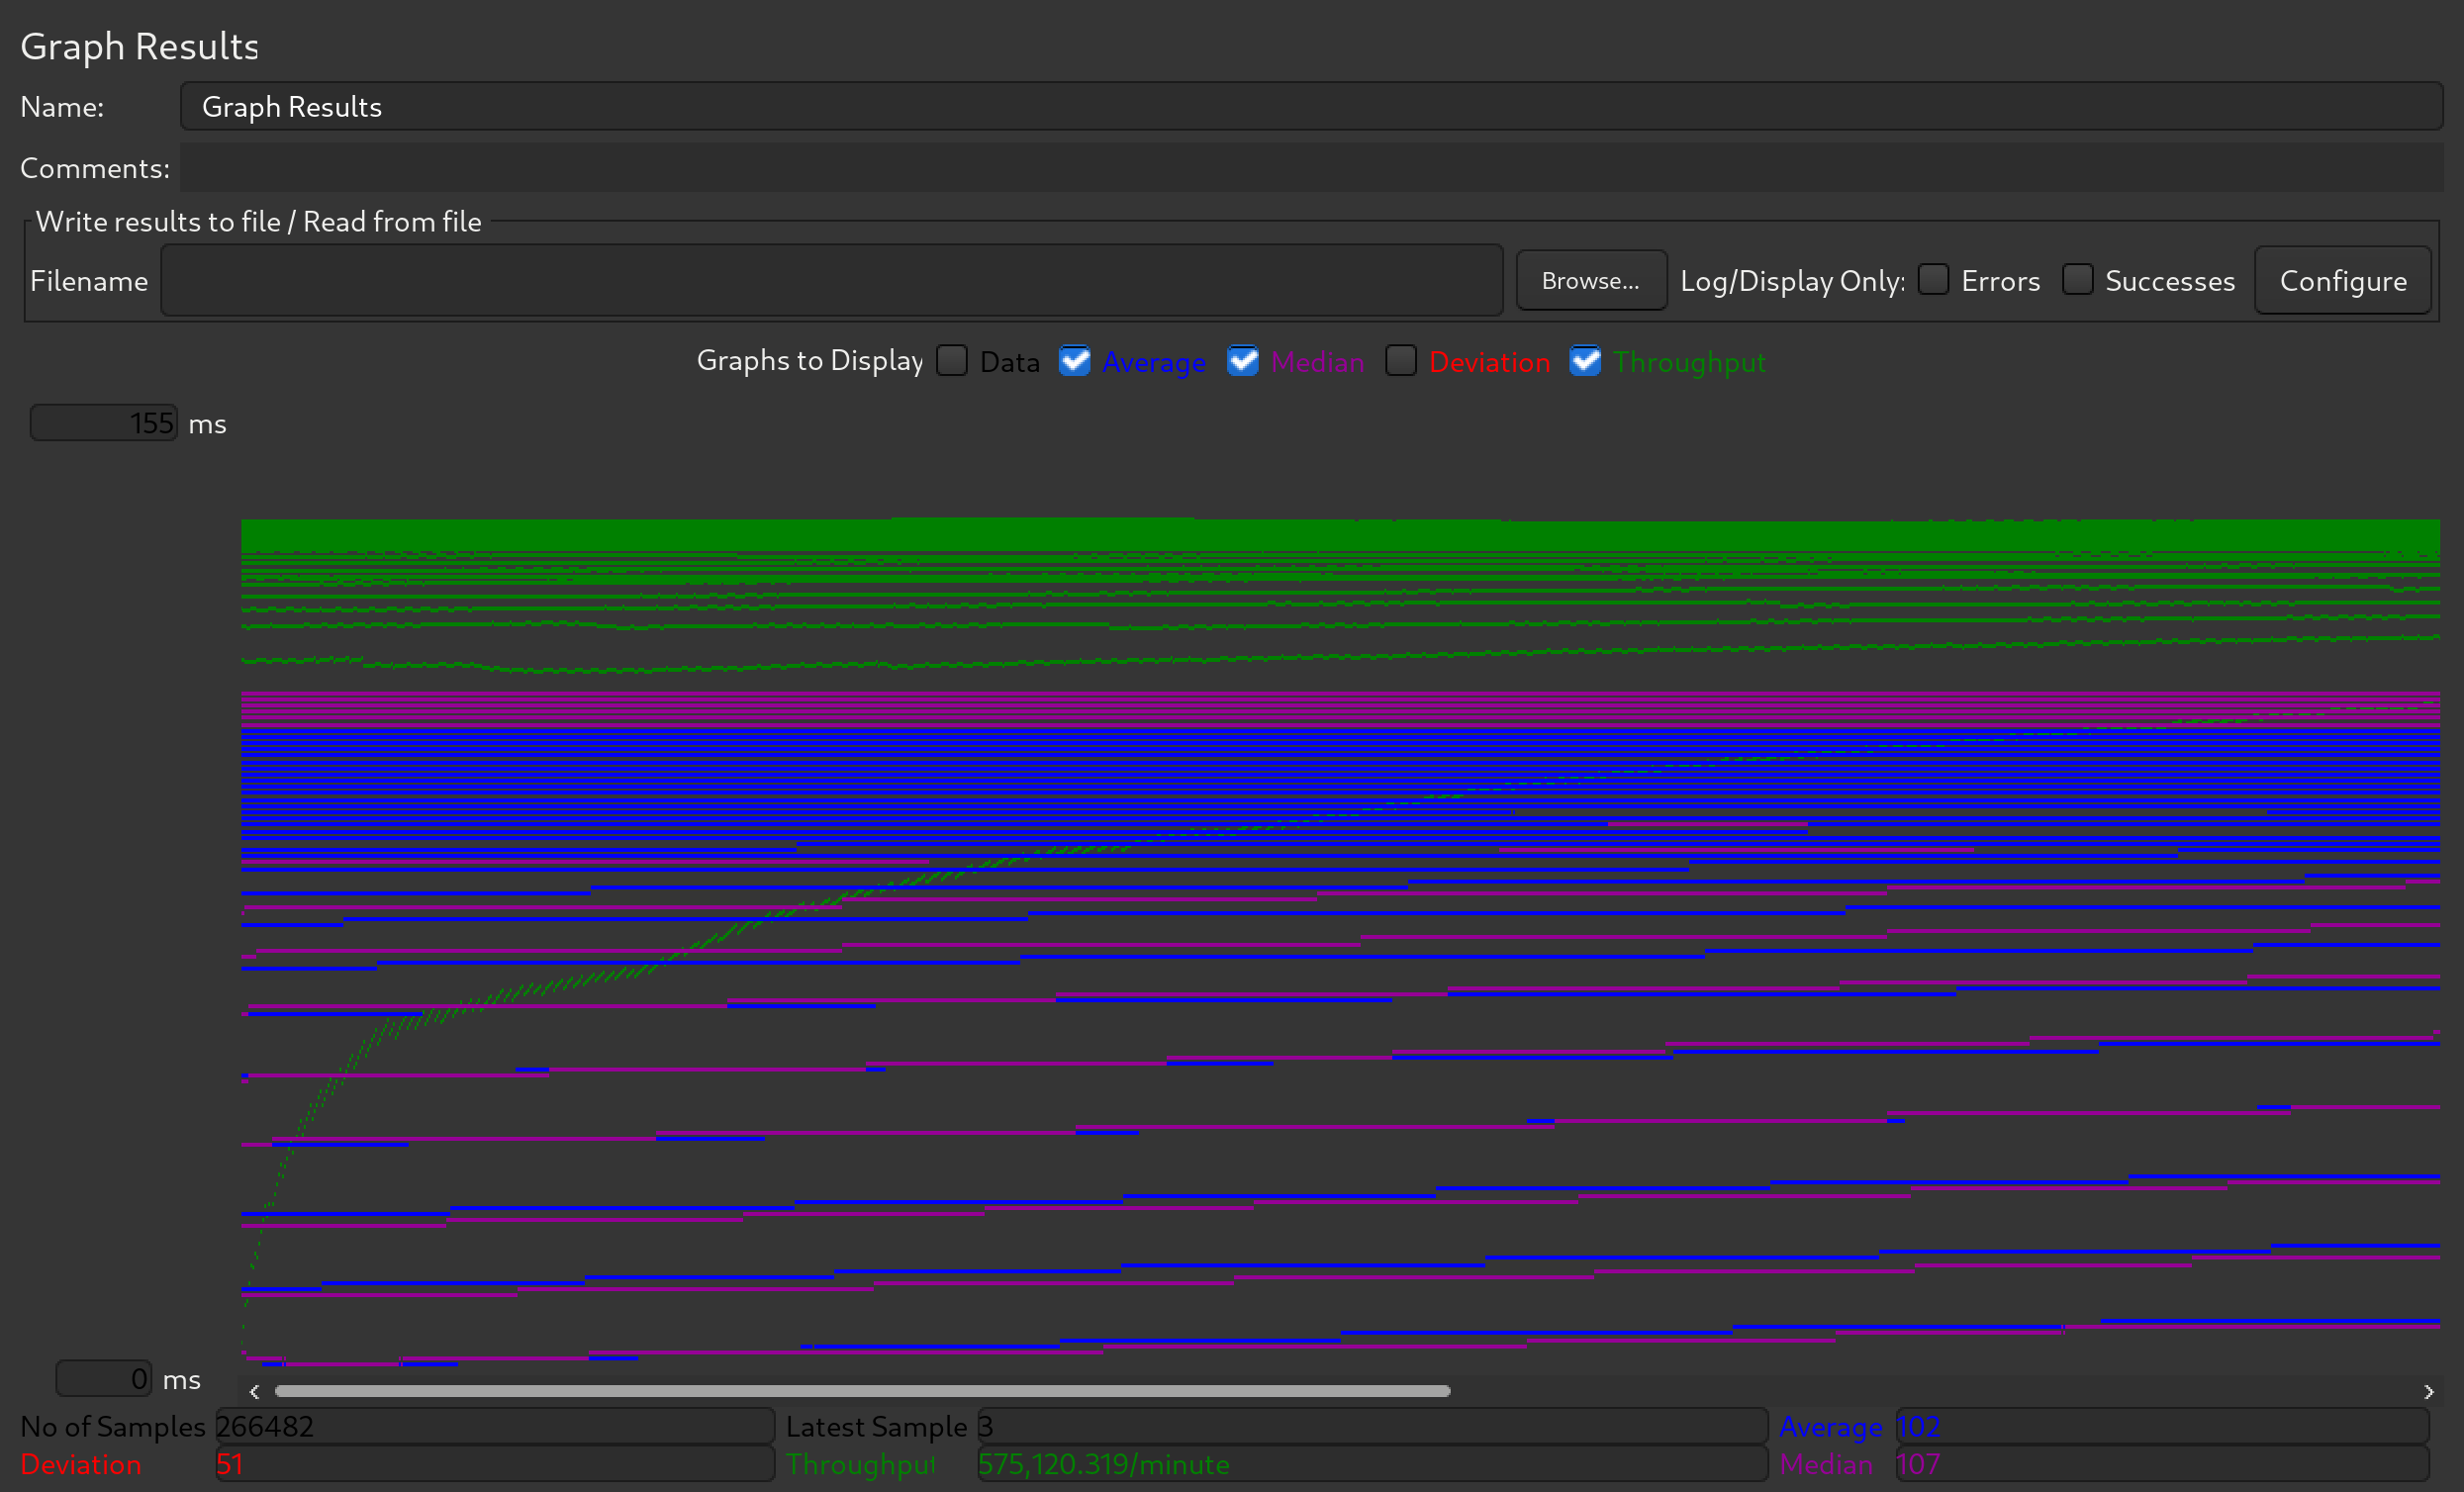 Graph Results
Name: Graph Results
Comments:
Write results to file / Read from file
Filename Browse... Log/Display Only: Errors Successes Configure
Graphs to Display Data Average Median Deviation Throughput
155 ms
0 ms
No of Samples 266482 Latest Sample 3 Average 102
Deviation 51 Throughput 575,120.319/minute Median 107